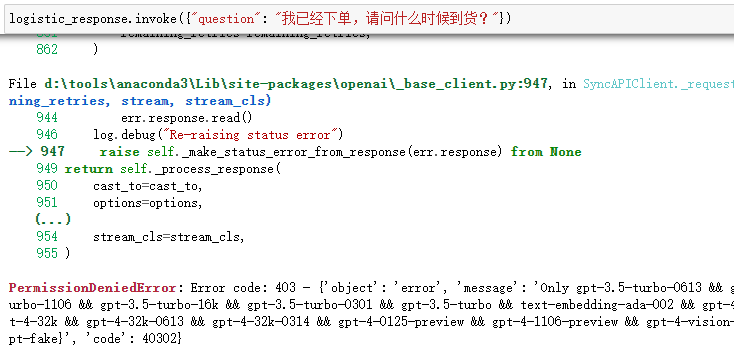 logistic_response.invoke({"question": "我已经下单，请问什么时候到货？"})
862 )
File d:\tools\anaconda3\Lib\site-packages\openai\_base_client.py:947, in SyncAPIClient._request
ning_retries, stream, stream_cls)
944 err.response.read()
946 log.debug("Re-raising status error")
--> 947 raise self._make_status_error_from_response(err.response) from None
949 return self._process_response(
950 cast_to=cast_to,
951 options=options,
(...)
954 stream_cls=stream_cls,
955 )
PermissionDeniedError: Error code: 403 - {'object': 'error', 'message': 'Only gpt-3.5-turbo-0613 && g
urbo-1106 && gpt-3.5-turbo-16k && gpt-3.5-turbo-0301 && gpt-3.5-turbo && text-embedding-ada-002 && gpt-4
t-4-32k && gpt-4-32k-0613 && gpt-4-32k-0314 && gpt-4-0125-preview && gpt-4-1106-preview && gpt-4-vision-
pt-fake}', 'code': 40302}